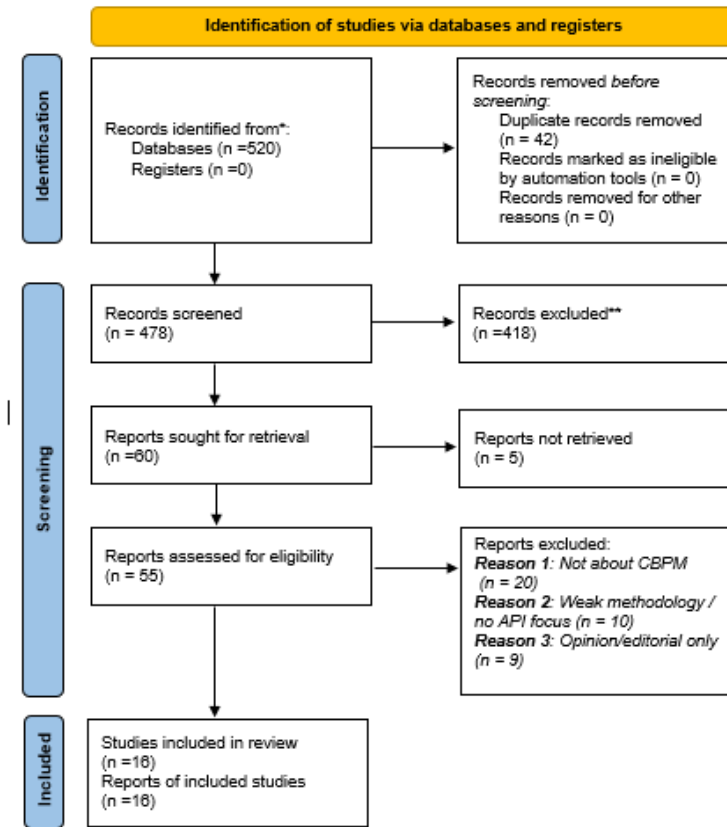 Identification of studies via databases and registers
Identification
Records identified from*:
Databases (n =520)
Registers (n =0)
Records removed before
screening:
Duplicate records removed
(n = 42)
Records marked as ineligible
by automation tools (n = 0)
Records removed for other
reasons (n = 0)
Screening
Records screened
(n = 478)
Records excluded**
(n =418)
Reports sought for retrieval
(n =60)
Reports not retrieved
(n = 5)
Reports assessed for eligibility
(n = 55)
Reports excluded:
Reason 1: Not about CBPM
(n = 20)
Reason 2: Weak methodology /
no API focus (n = 10)
Reason 3: Opinion/editorial only
(n = 9)
Included
Studies included in review
(n =16)
Reports of included studies
(n =16)